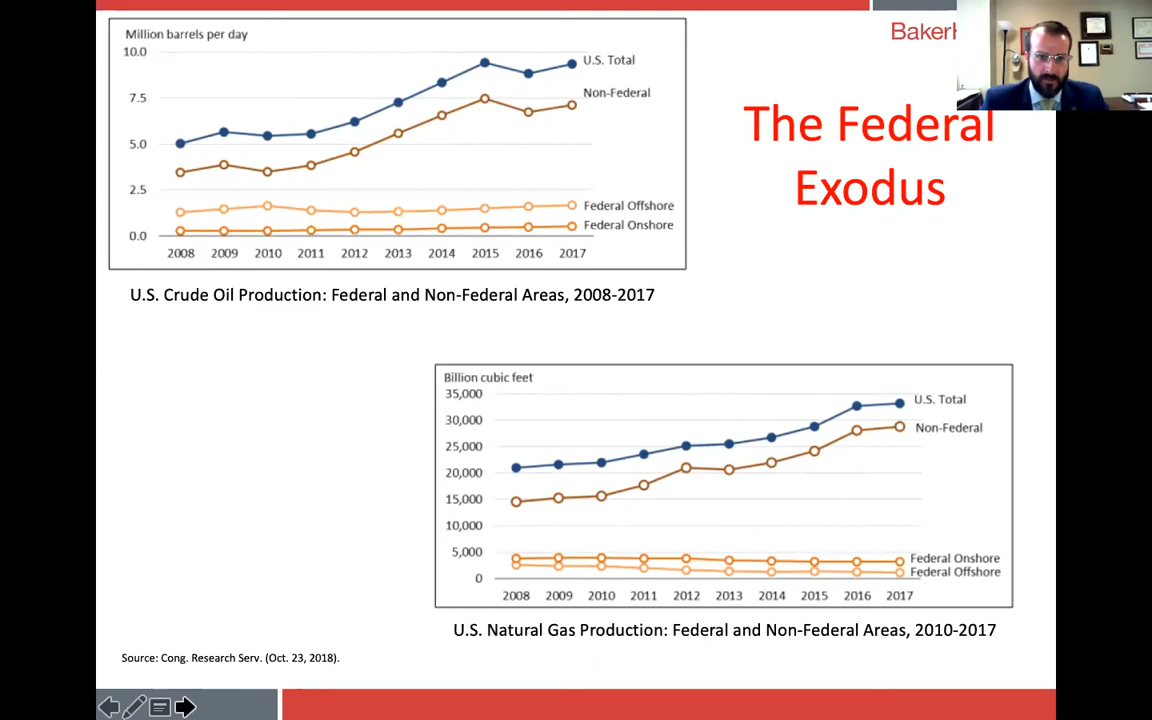 BakerH
The Federal
Exodus
Million barrels per day
10.0
7.5
5.0
2.5
0.0
U.S. Total
Non-Federal
Federal Offshore
Federal Onshore
2008 2009 2010 2011 2012 2013 2014 2015 2016 2017
U.S. Crude Oil Production: Federal and Non-Federal Areas, 2008-2017
Billion cubic feet
35,000
30,000
25,000
20,000
15,000
10,000
5,000
0
U.S. Total
Non-Federal
Federal Onshore
Federal Offshore
2008 2009 2010 2011 2012 2013 2014 2015 2016 2017
U.S. Natural Gas Production: Federal and Non-Federal Areas, 2010-2017
Source: Cong. Research Serv. (Oct. 23, 2018).